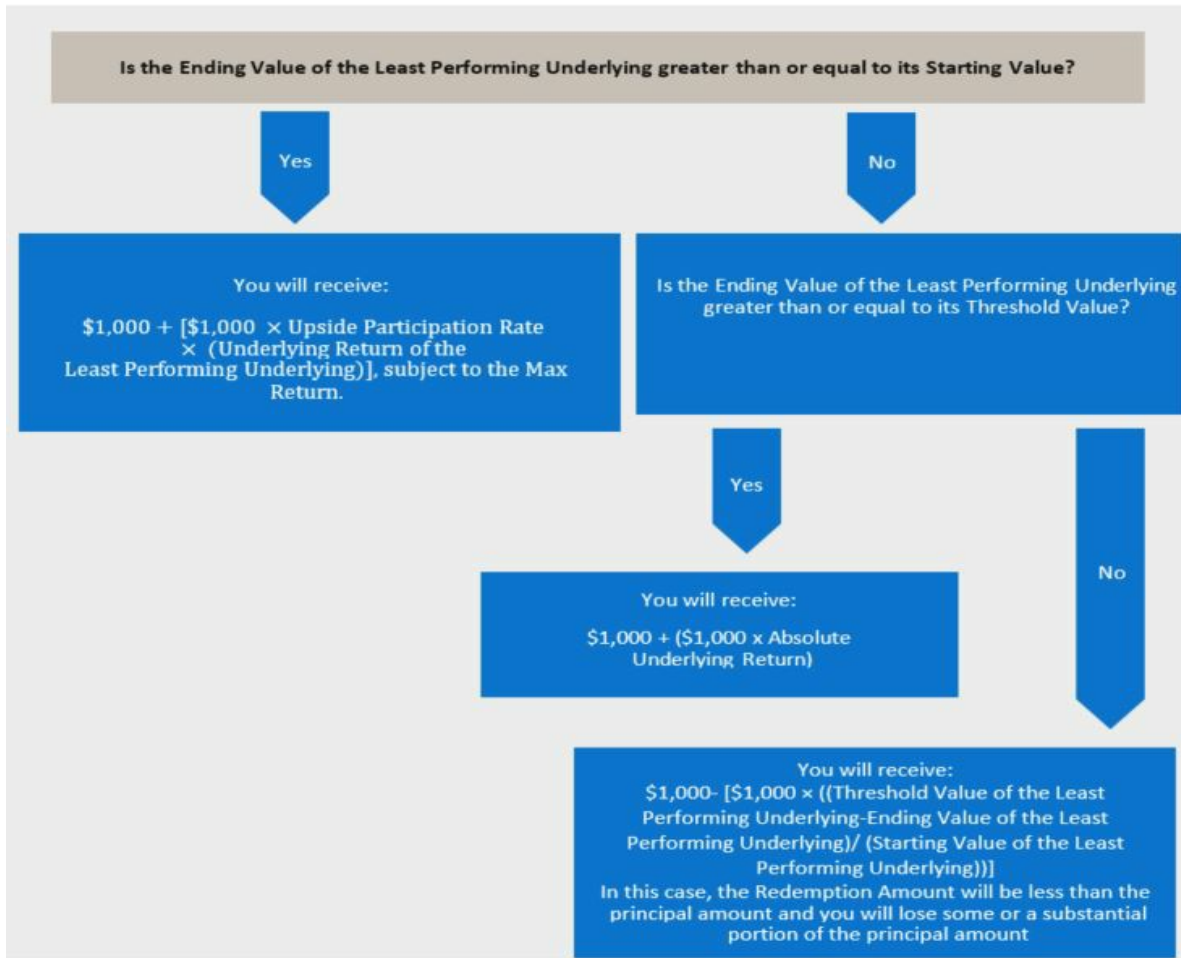 Is the Ending Value of the Least Performing Underlying greater than or equal to its Starting Value?
Yes
No
You will receive:
$1,000 + [$1,000 × Upside Participation Rate
× (Underlying Return of the
Least Performing Underlying)], subject to the Max
Return.
Is the Ending Value of the Least Performing Underlying
greater than or equal to its Threshold Value?
Yes
No
You will receive:
$1,000 + ($1,000 x Absolute
Underlying Return)
You will receive:
$1,000- [$1,000 × ((Threshold Value of the Least
Performing Underlying-Ending Value of the Least
Performing Underlying)/ (Starting Value of the Least
Performing Underlying))]
In this case, the Redemption Amount will be less than the
principal amount and you will lose some or a substantial
portion of the principal amount